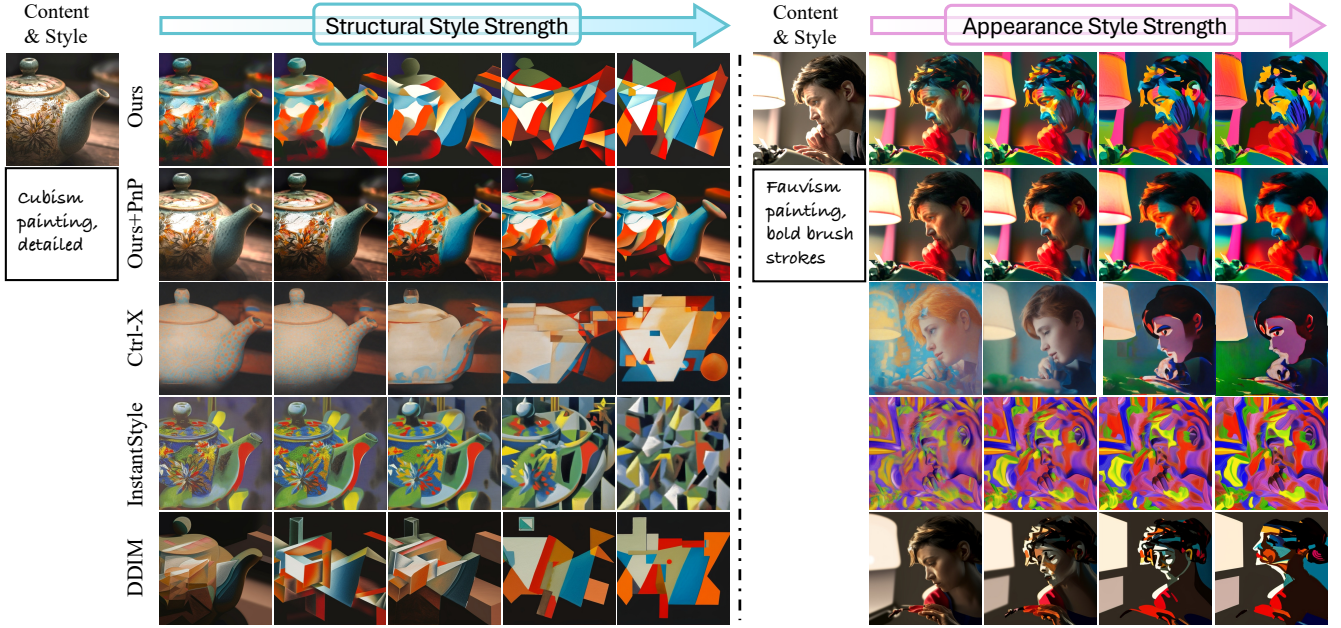 Content
& Style
Structural Style Strength
Content
& Style
Appearance Style Strength
Ours
Cubism
painting,
detailed
Ours+PnP
Fauvism
painting,
bold brush
strokes
Ctrl-X
InstantStyle
DDIM